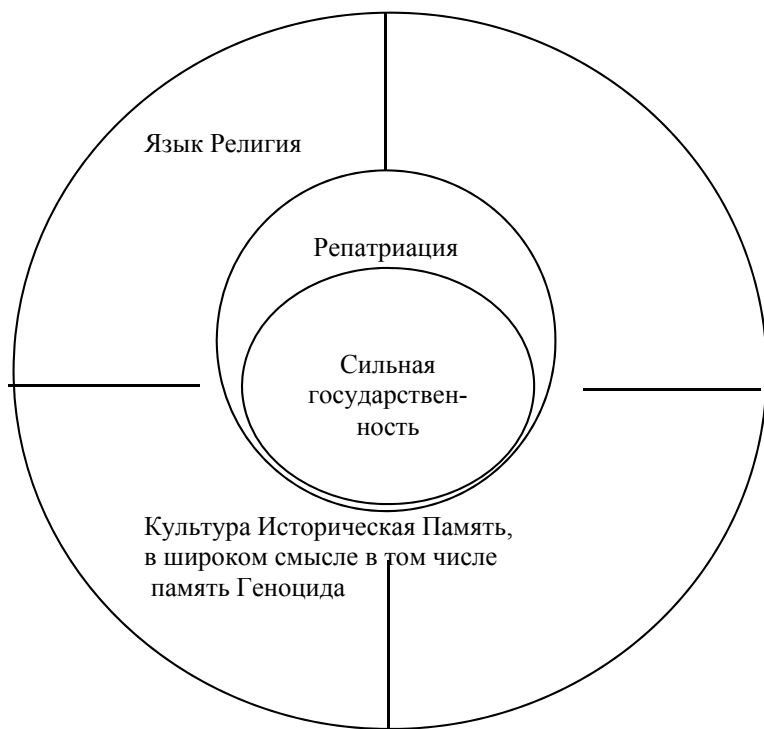 Язык Религия
Репатриация
Сильная
государствен-
ность
Культура Историческая Память,
в широком смысле в том числе
память Геноцида